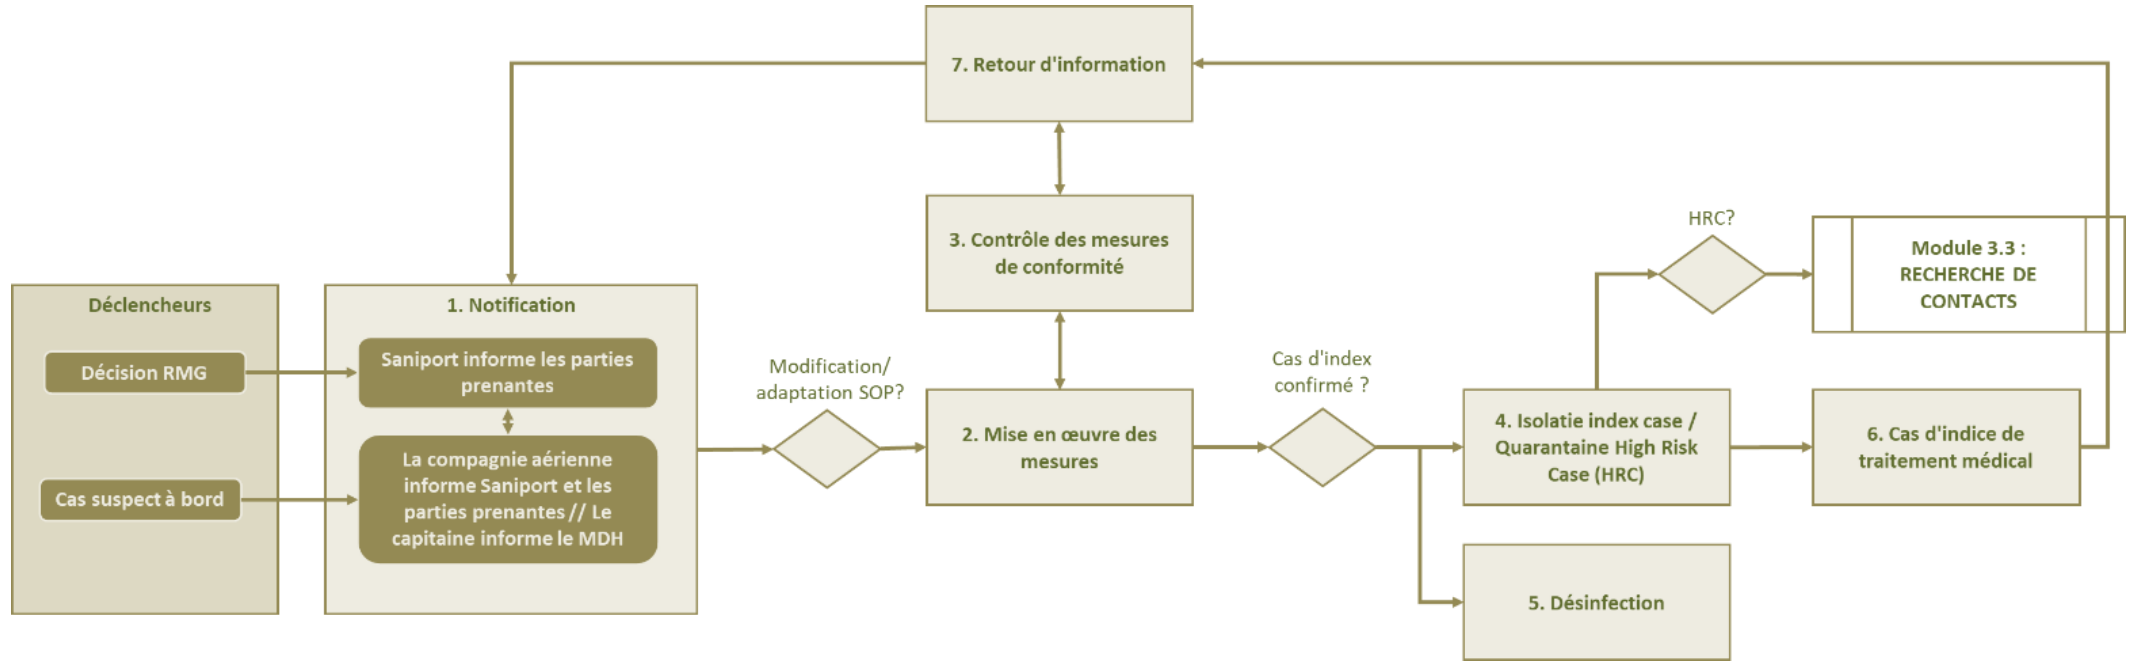 7. Retour d'information
3. Contrôle des mesures
de conformité
HRC?
Module 3.3 :
RECHERCHE DE
CONTACTS
Déclencheurs
Décision RMG
Cas suspect à bord
1. Notification
Saniport informe les parties
prenantes
La compagnie aérienne
informe Saniport et les
parties prenantes // Le
capitaine informe le MDH
Modification/
adaptation SOP?
2. Mise en œuvre des
mesures
Cas d'index
confirmé ?
4. Isolatie index case /
Quarantaine High Risk
Case (HRC)
6. Cas d'indice de
traitement médical
5. Désinfection